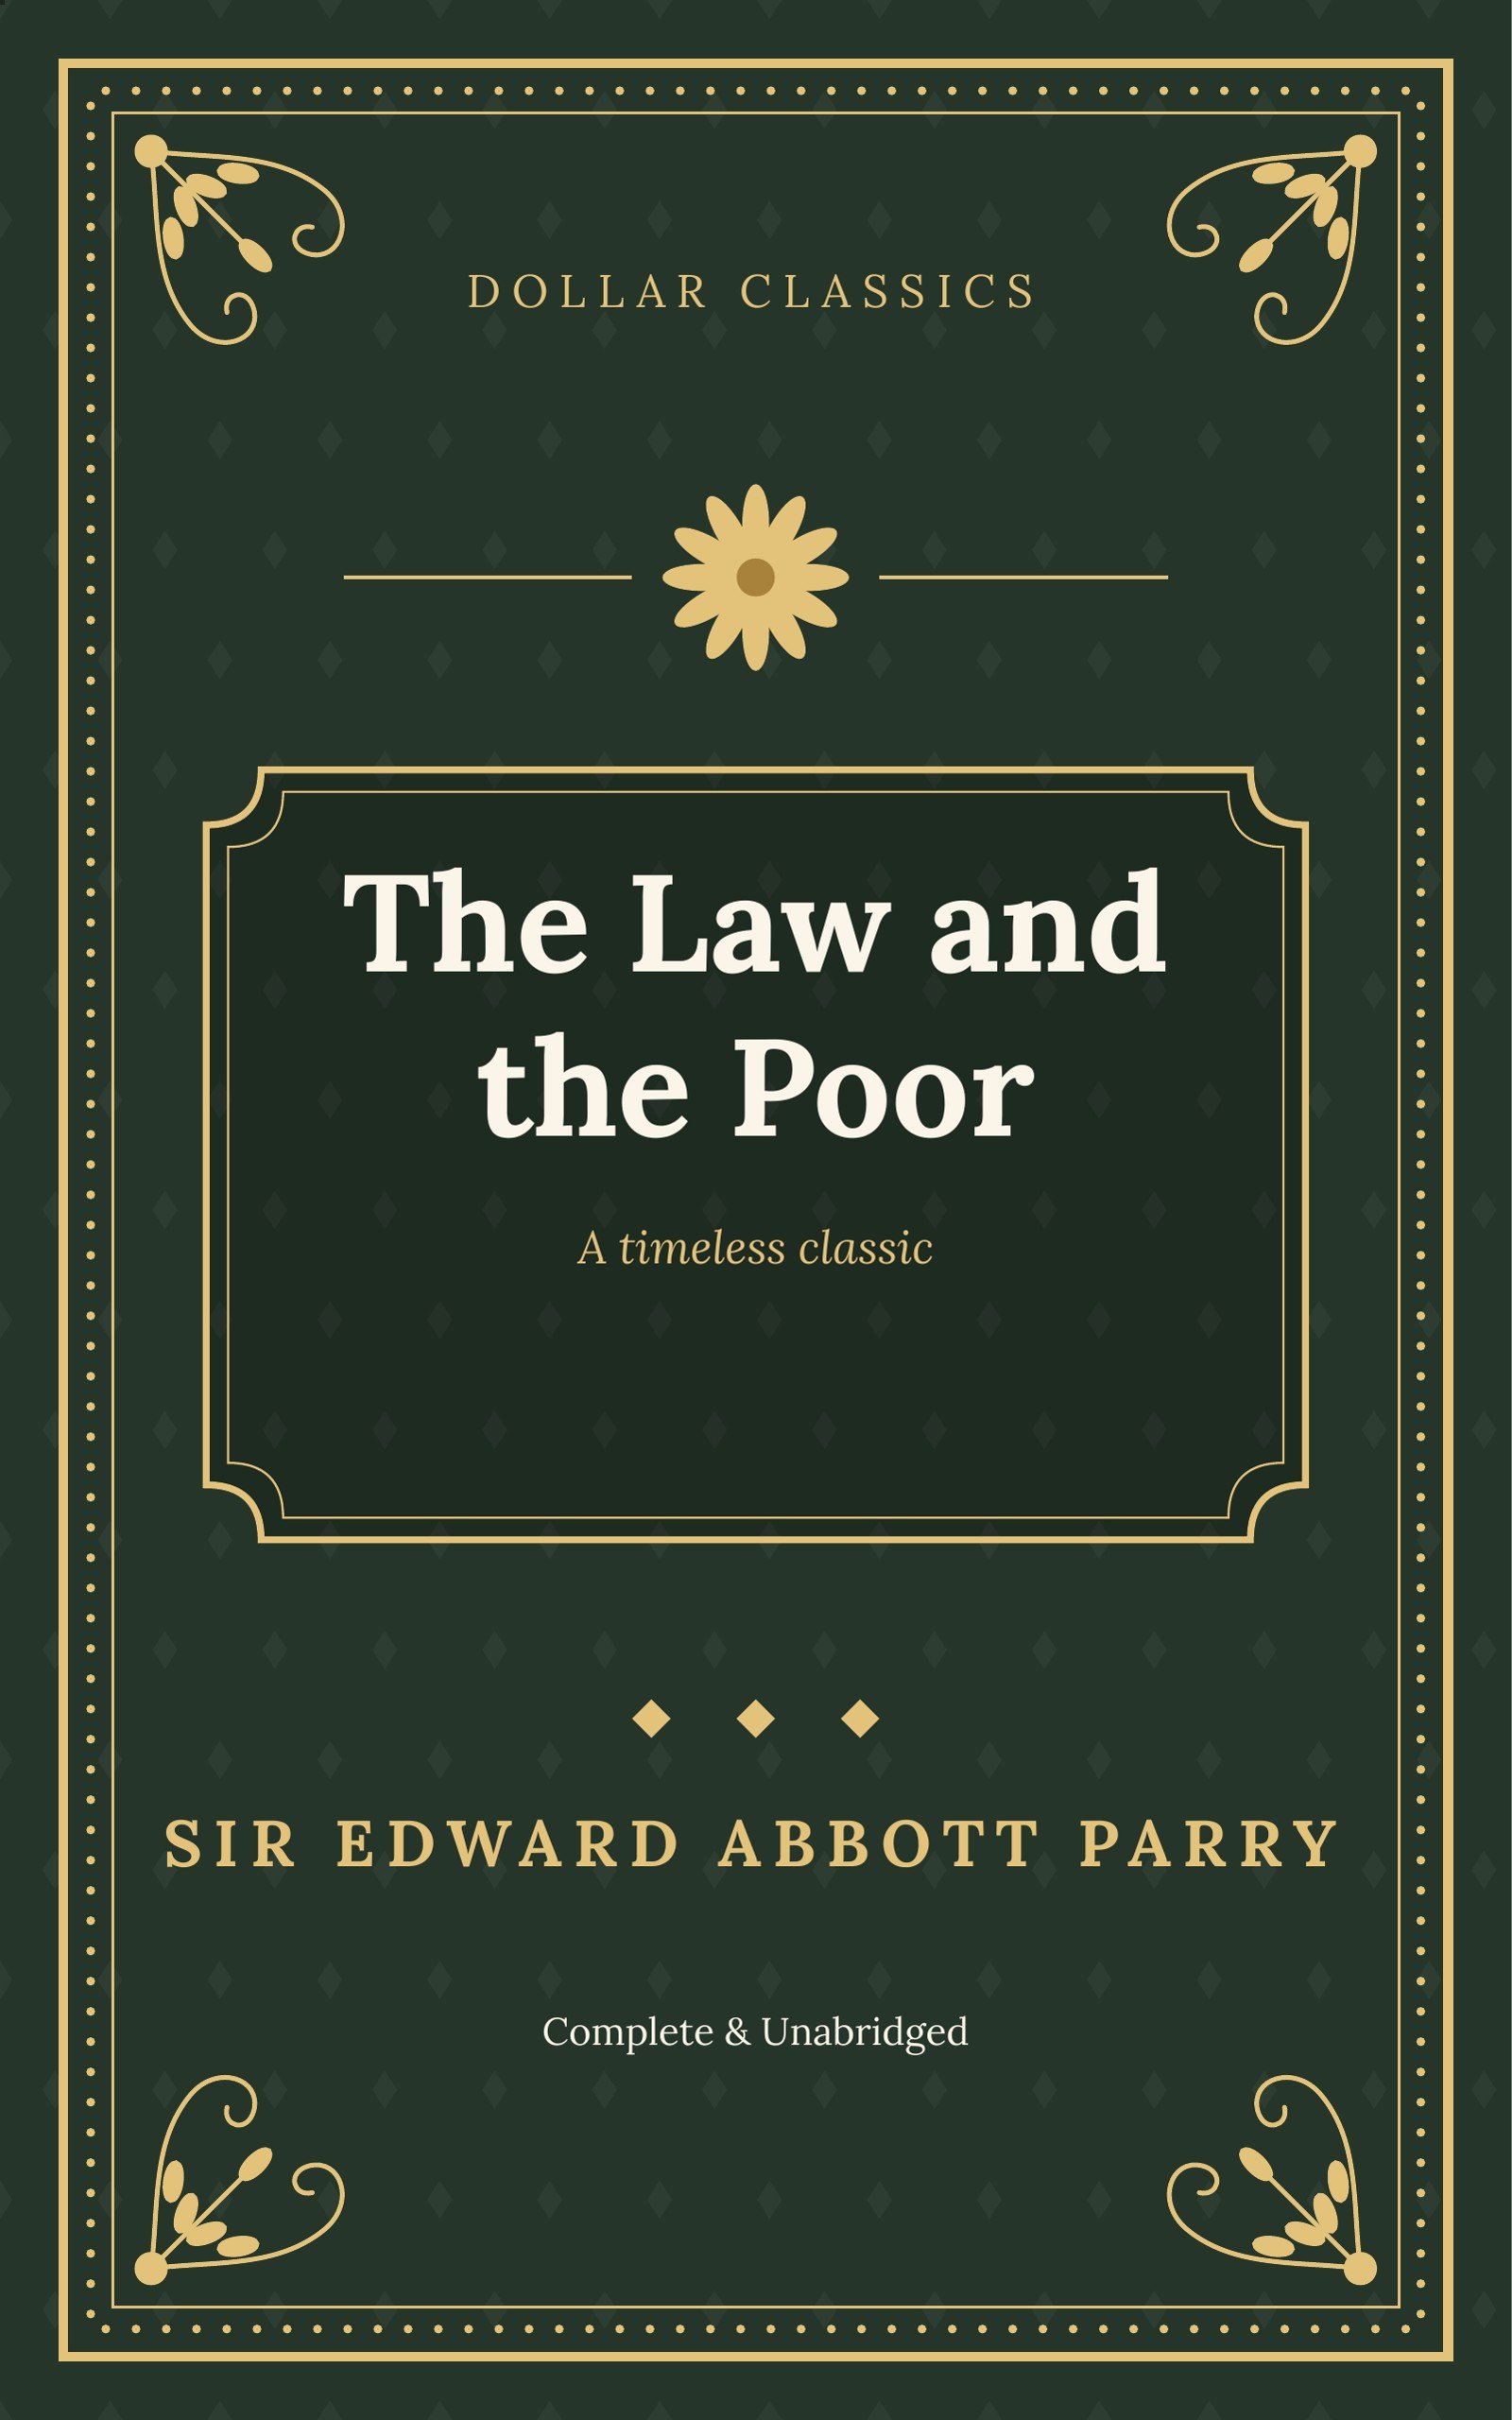 DOLLAR CLASSICS
The Law and
the Poor
A timeless classic
SIR EDWARD ABBOTT PARRY
Complete & Unabridged